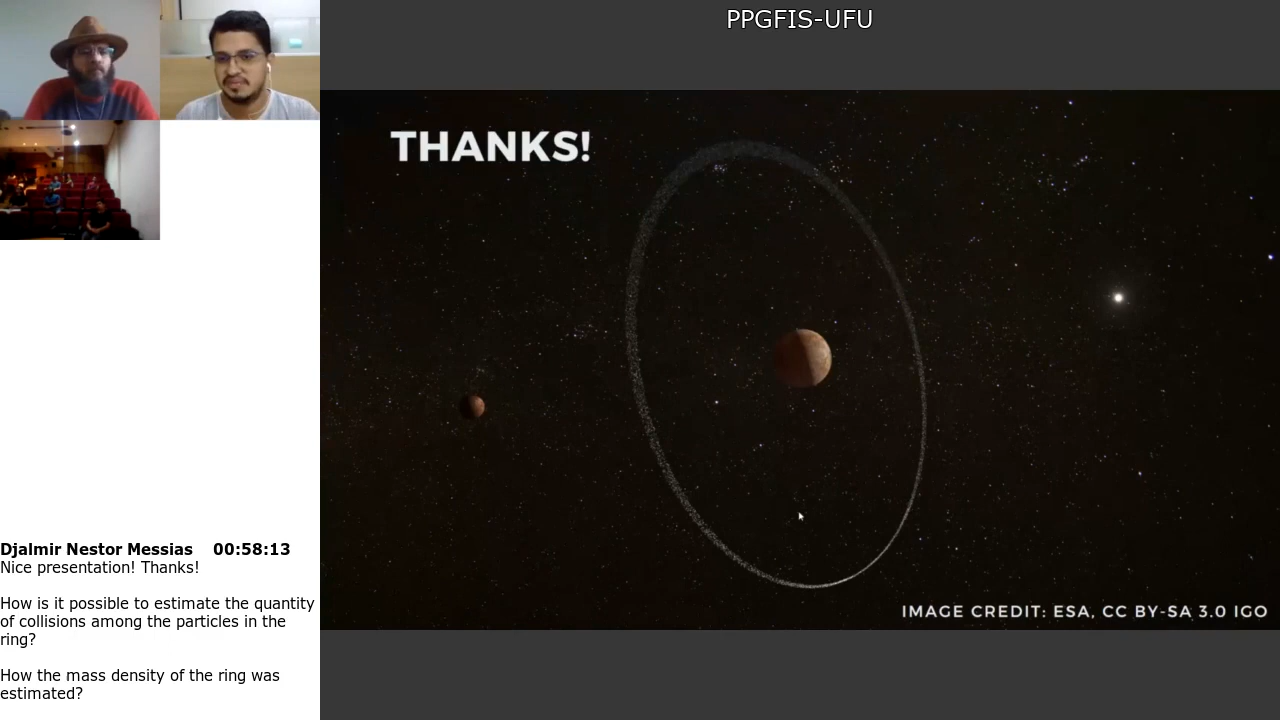 PPGFIS-UFU
THANKS!
IMAGE CREDIT: ESA, CC BY-SA 3.0 IGO
Djalmir Nestor Messias 00:58:13
Nice presentation! Thanks!
How is it possible to estimate the quantity
of collisions among the particles in the
ring?
How the mass density of the ring was
estimated?